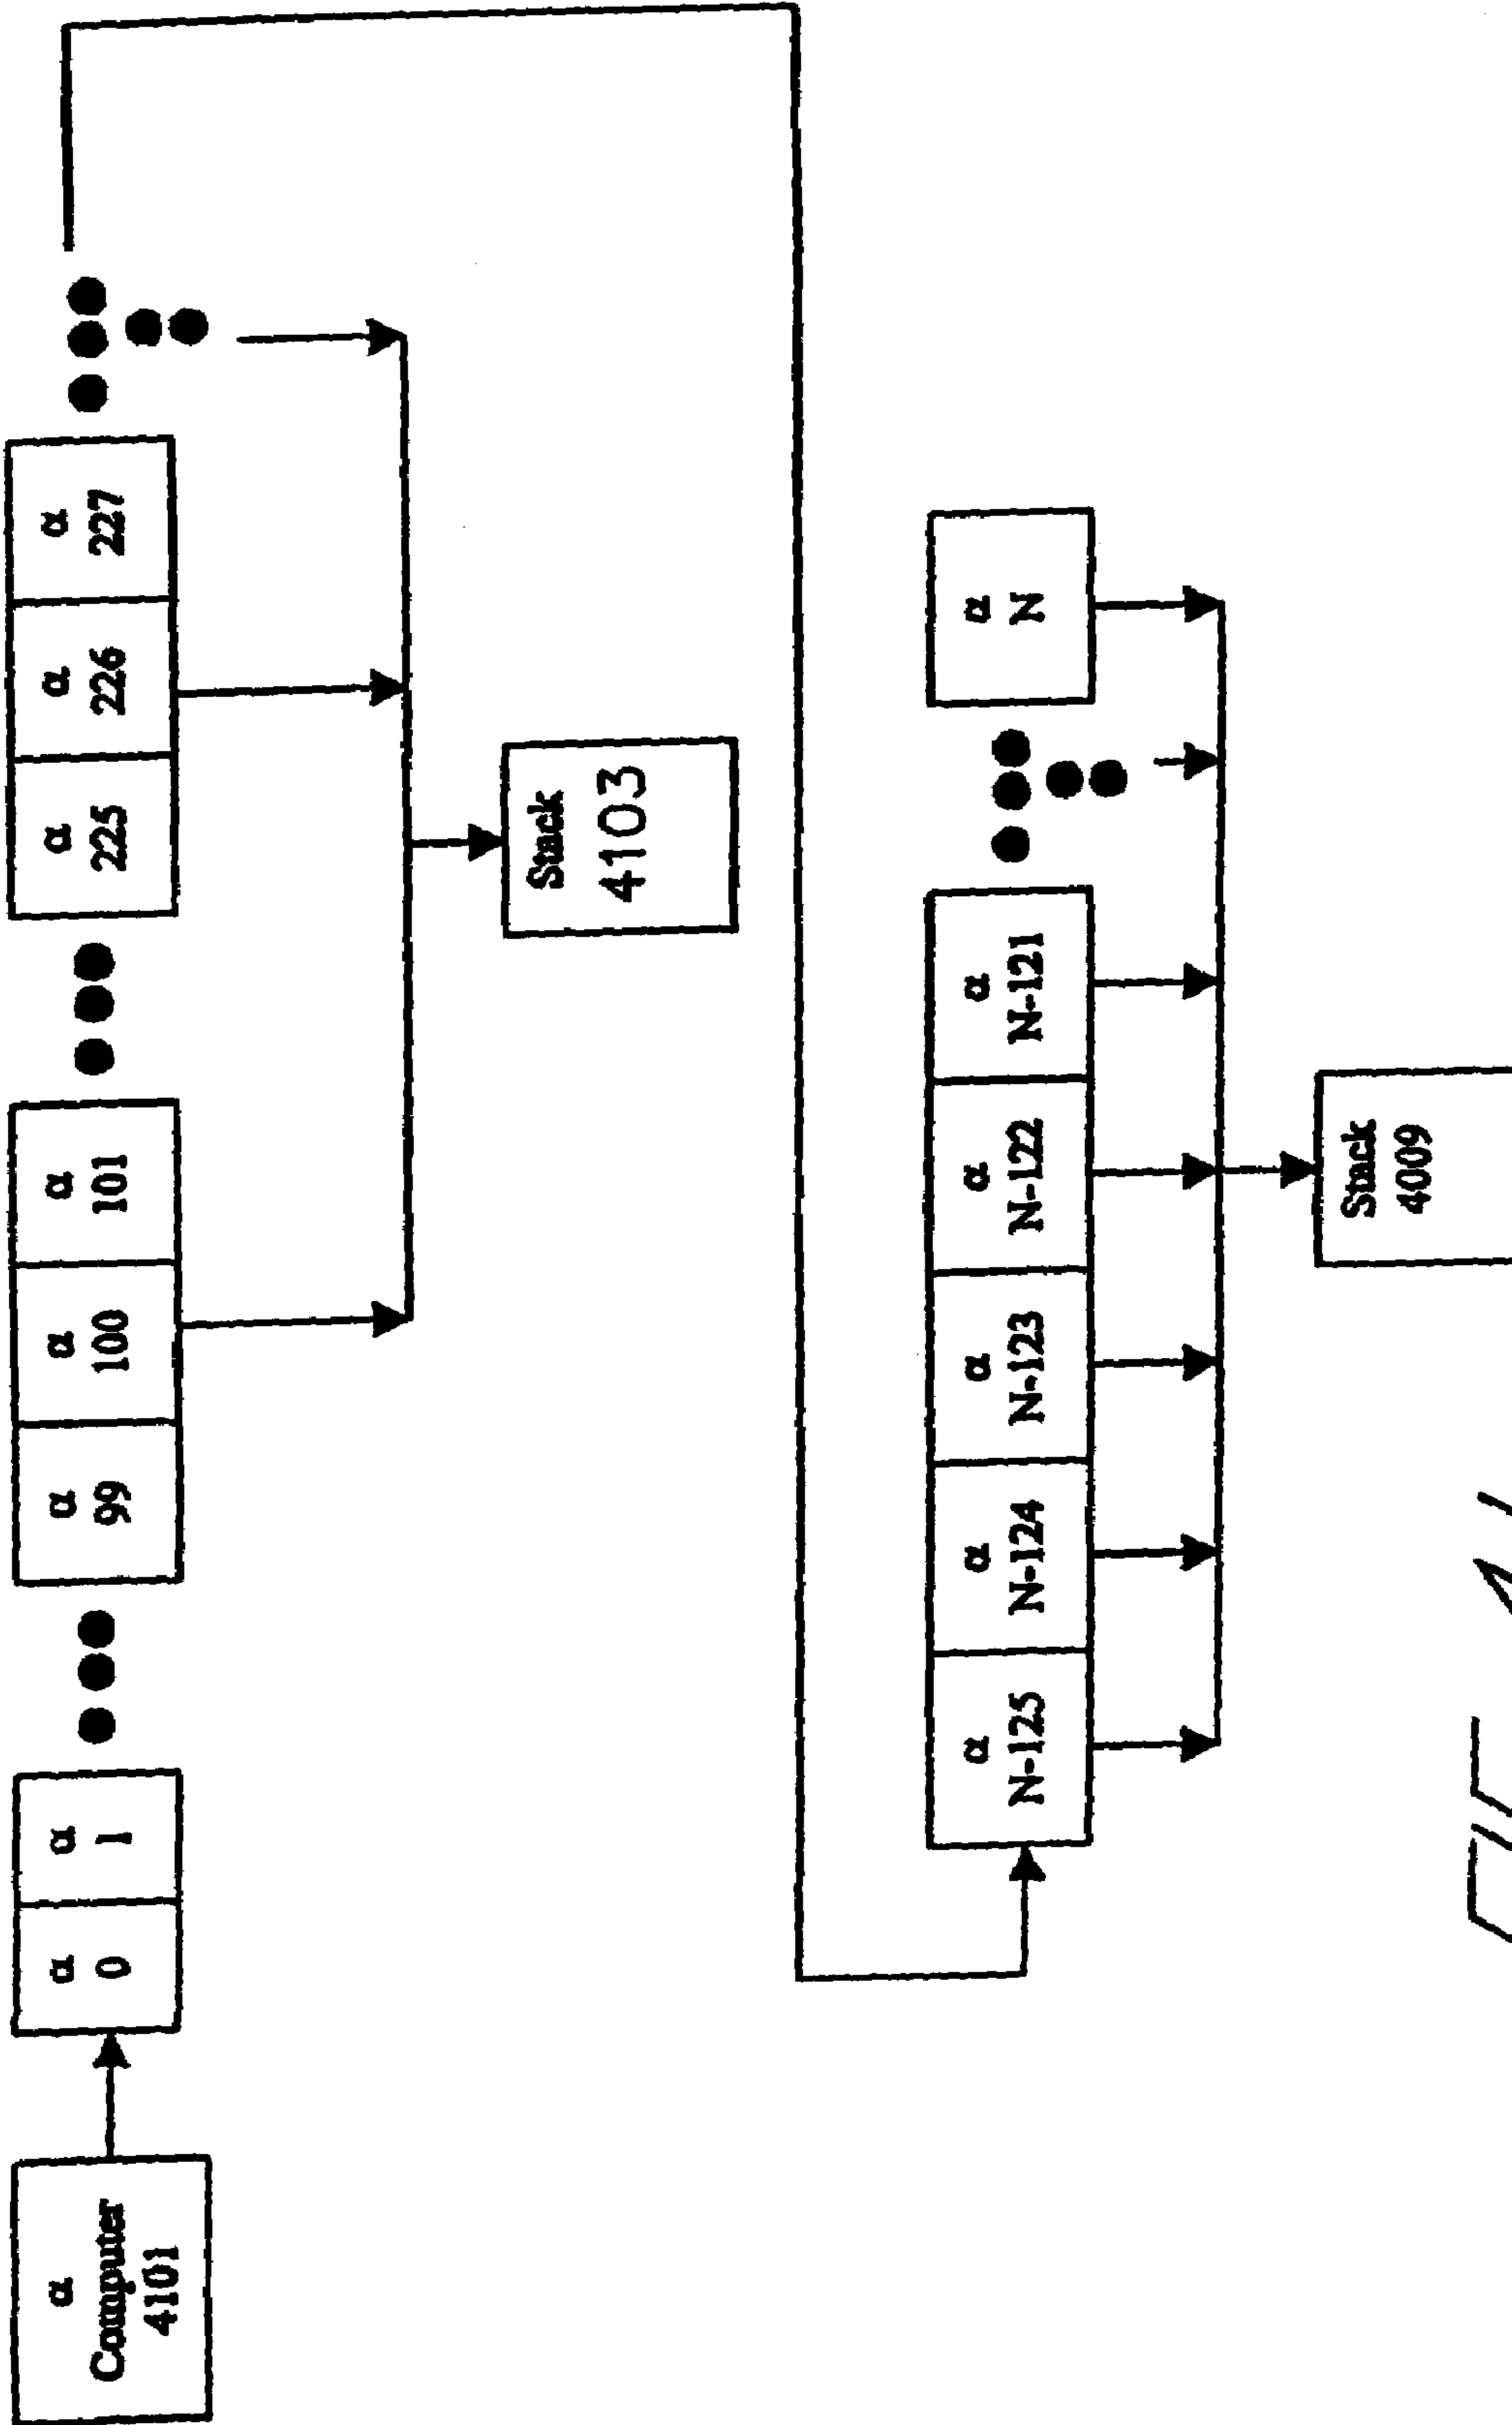 α
Computer
4101
α
0
α
1
α
99
α
100
α
101
α
225
α
226
α
227
Stack
4103
α
N-125
α
N-124
α
N-123
α
N-122
α
N-121
α
N
Stack
4009